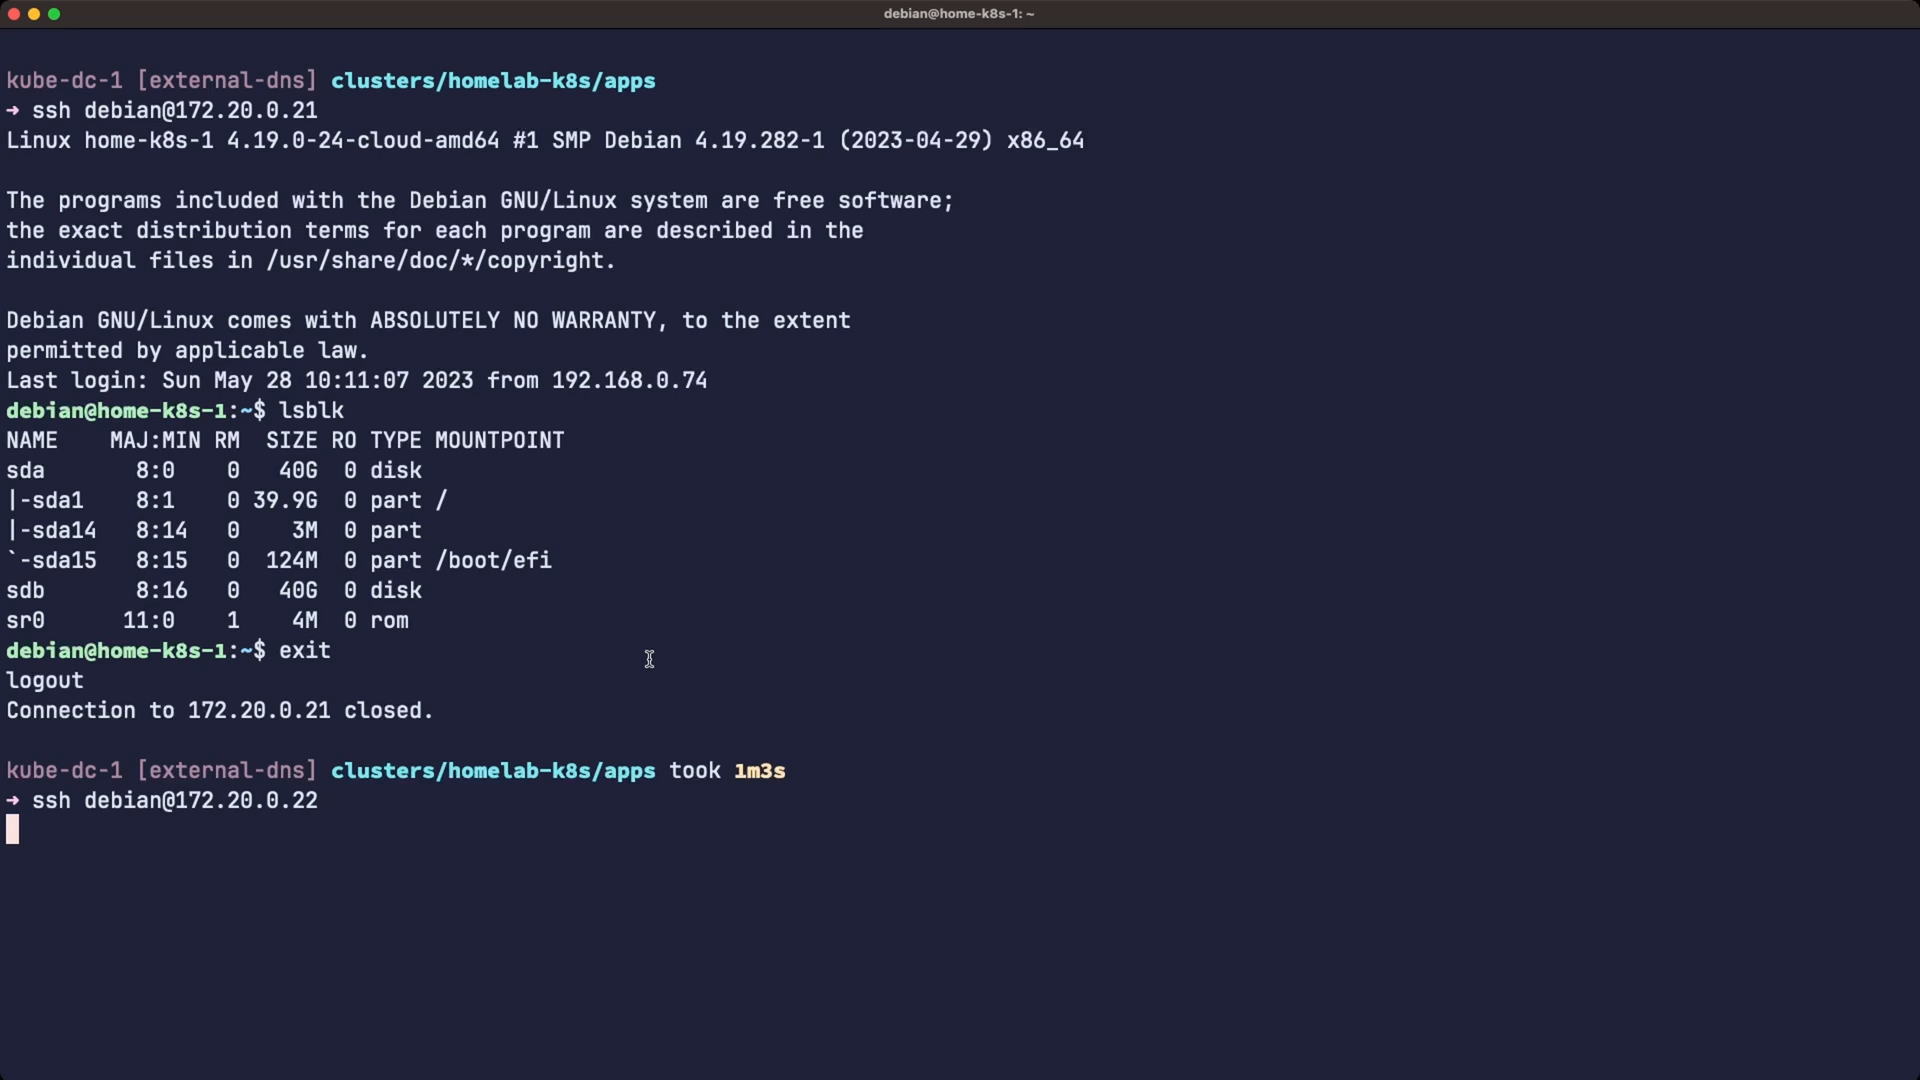 debian@home-k8s-1: ~
kube-dc-1 [external-dns] clusters/homelab-k8s/apps
→ ssh debian@172.20.0.21
Linux home-k8s-1 4.19.0-24-cloud-amd64 #1 SMP Debian 4.19.282-1 (2023-04-29) x86_64
The programs included with the Debian GNU/Linux system are free software;
the exact distribution terms for each program are described in the
individual files in /usr/share/doc/*/copyright.
Debian GNU/Linux comes with ABSOLUTELY NO WARRANTY, to the extent
permitted by applicable law.
Last login: Sun May 28 10:11:07 2023 from 192.168.0.74
debian@home-k8s-1:~$ lsblk
NAME    MAJ:MIN RM   SIZE RO TYPE MOUNTPOINT
sda       8:0    0    40G  0 disk
|-sda1    8:1    0  39.9G  0 part /
|-sda14   8:14   0     3M  0 part
`-sda15   8:15   0   124M  0 part /boot/efi
sdb       8:16   0    40G  0 disk
sr0      11:0    1     4M  0 rom
debian@home-k8s-1:~$ exit
logout
Connection to 172.20.0.21 closed.
kube-dc-1 [external-dns] clusters/homelab-k8s/apps took 1m3s
→ ssh debian@172.20.0.22